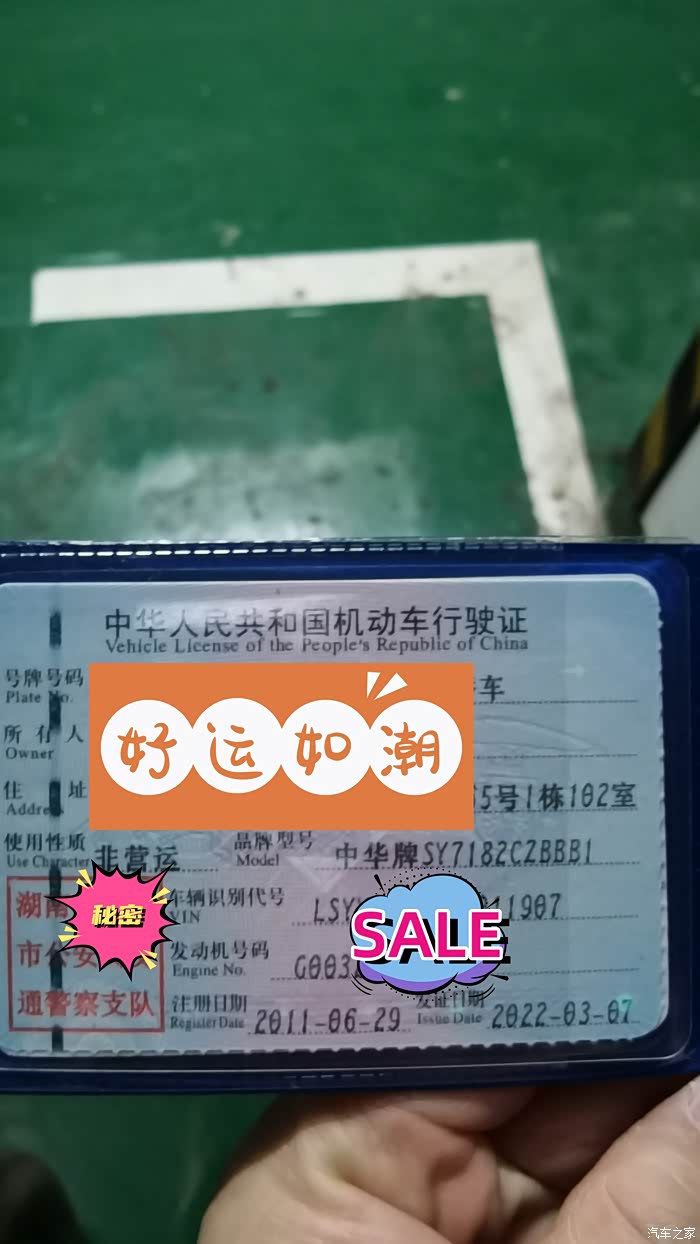 中华人民共和国机动车行驶证
Vehicle License of the People's Republic of China
号牌号码
Plate No.
车
好运如潮
所有人
Owner
住址
Address
5号1栋102室
使用性质
Use Character
非营运
品牌型号
Model
中华牌SY7182CZBBB1
湖南
秘密
市公安
通警察支队
车辆识别代号
VIN
LSY
11907
SALE
发动机号码
Engine No.
G003
注册日期
Register Date
2011-06-29
发证日期
Issue Date
2022-03-07
汽车之家